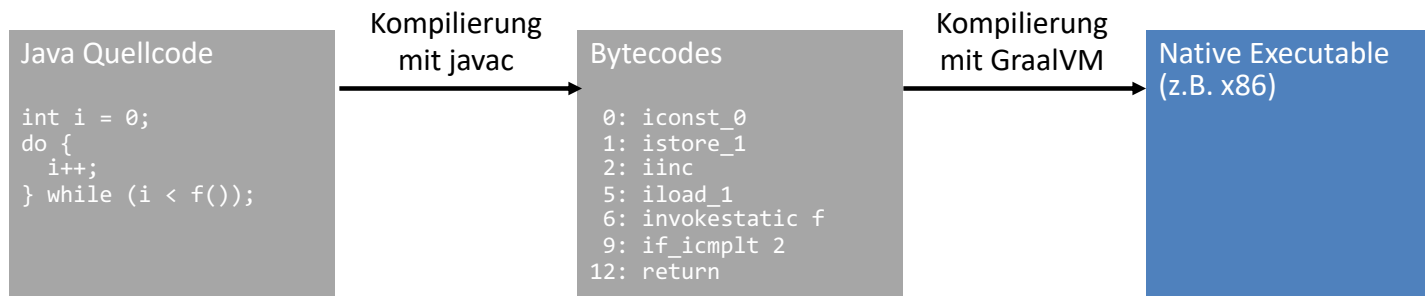 Java Quellcode
int i = 0;
do {
  i++;
} while (i < f());
Kompilierung
mit javac
Bytecodes
 0: iconst_0
 1: istore_1
 2: iinc
 5: iload_1
 6: invokestatic f
 9: if_icmplt 2
12: return
Kompilierung
mit GraalVM
Native Executable
(z.B. x86)